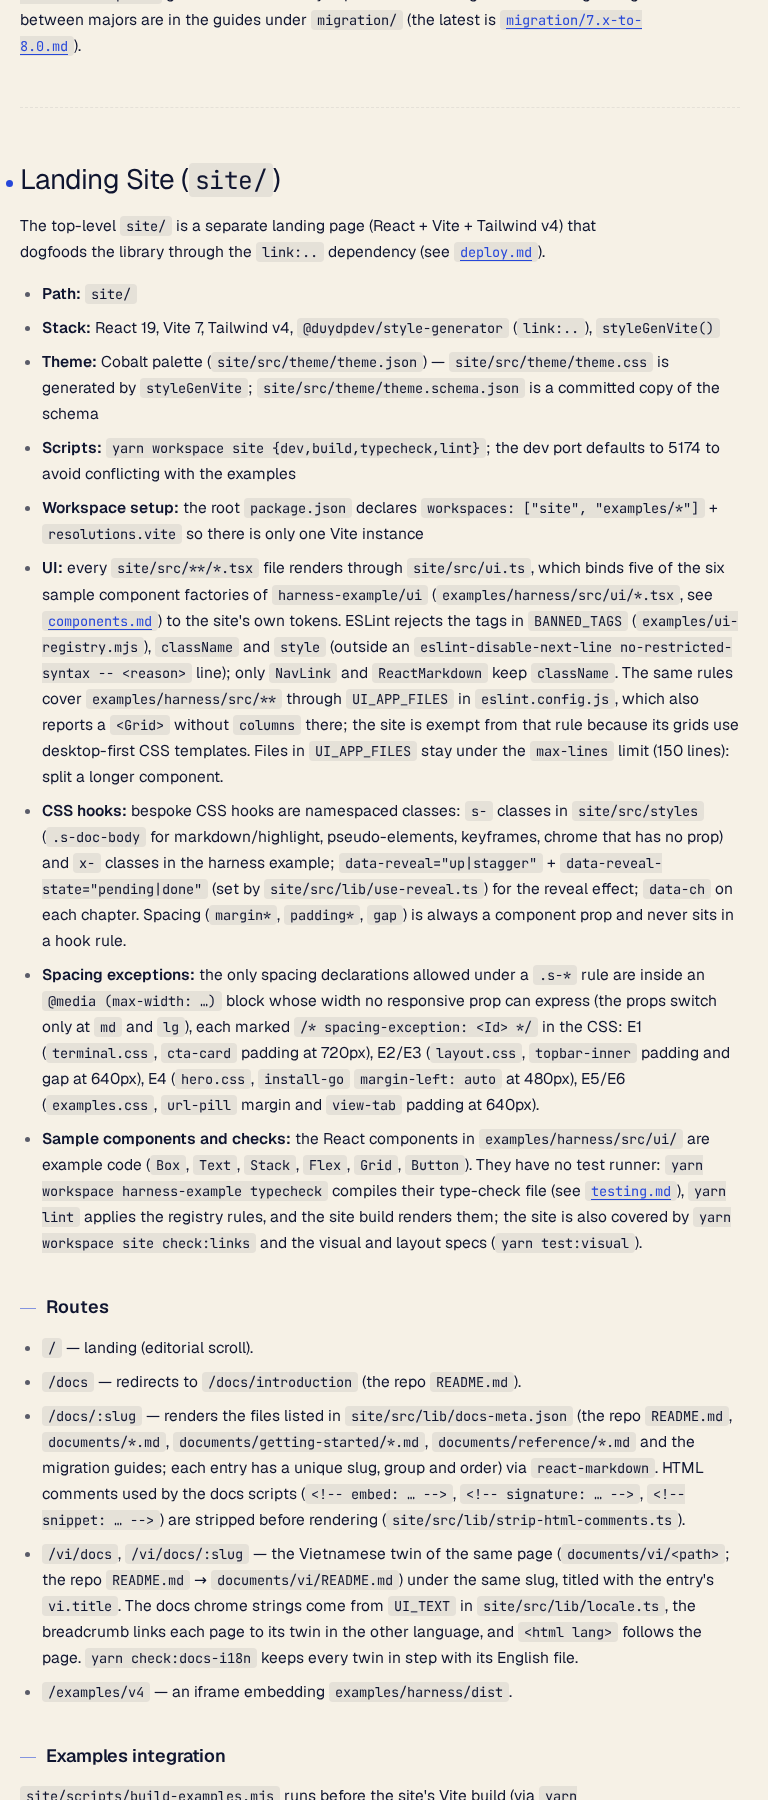 between majors are in the guides under migration/ (the latest is migration/7.x-to-
8.0.md ).
Landing Site ( site/ )
The top-level site/ is a separate landing page (React + Vite + Tailwind v4) that
dogfoods the library through the link:.. dependency (see deploy.md ).
Path: site/
Stack: React 19, Vite 7, Tailwind v4, @duydpdev/style-generator ( link:.. ), styleGenVite()
Theme: Cobalt palette ( site/src/theme/theme.json ) — site/src/theme/theme.css is
generated by styleGenVite ; site/src/theme/theme.schema.json is a committed copy of the
schema
Scripts: yarn workspace site {dev,build,typecheck,lint} ; the dev port defaults to 5174 to
avoid conflicting with the examples
Workspace setup: the root package.json declares workspaces: ["site", "examples/*"] +
resolutions.vite so there is only one Vite instance
UI: every site/src/**/*.tsx file renders through site/src/ui.ts , which binds five of the six
sample component factories of harness-example/ui ( examples/harness/src/ui/*.tsx , see
components.md ) to the site's own tokens. ESLint rejects the tags in BANNED_TAGS ( examples/ui-
registry.mjs ), className and style (outside an eslint-disable-next-line no-restricted-
syntax -- <reason> line); only NavLink and ReactMarkdown keep className . The same rules
cover examples/harness/src/** through UI_APP_FILES in eslint.config.js , which also
reports a <Grid> without columns there; the site is exempt from that rule because its grids use
desktop-first CSS templates. Files in UI_APP_FILES stay under the max-lines limit (150 lines):
split a longer component.
CSS hooks: bespoke CSS hooks are namespaced classes: s- classes in site/src/styles
( .s-doc-body for markdown/highlight, pseudo-elements, keyframes, chrome that has no prop)
and x- classes in the harness example; data-reveal="up|stagger" + data-reveal-
state="pending|done" (set by site/src/lib/use-reveal.ts ) for the reveal effect; data-ch on
each chapter. Spacing ( margin* , padding* , gap ) is always a component prop and never sits in
a hook rule.
Spacing exceptions: the only spacing declarations allowed under a .s-* rule are inside an
@media (max-width: …) block whose width no responsive prop can express (the props switch
only at md and lg ), each marked /* spacing-exception: <Id> */ in the CSS: E1
( terminal.css , cta-card padding at 720px), E2/E3 ( layout.css , topbar-inner padding and
gap at 640px), E4 ( hero.css , install-go margin-left: auto at 480px), E5/E6
( examples.css , url-pill margin and view-tab padding at 640px).
Sample components and checks: the React components in examples/harness/src/ui/ are
example code ( Box , Text , Stack , Flex , Grid , Button ). They have no test runner: yarn
workspace harness-example typecheck compiles their type-check file (see testing.md ), yarn
lint applies the registry rules, and the site build renders them; the site is also covered by yarn
workspace site check:links and the visual and layout specs ( yarn test:visual ).
Routes
/ — landing (editorial scroll).
/docs — redirects to /docs/introduction (the repo README.md ).
/docs/:slug — renders the files listed in site/src/lib/docs-meta.json (the repo README.md ,
documents/*.md , documents/getting-started/*.md , documents/reference/*.md and the
migration guides; each entry has a unique slug, group and order) via react-markdown . HTML
comments used by the docs scripts ( <!-- embed: … --> , <!-- signature: … --> , <!--
snippet: … --> ) are stripped before rendering ( site/src/lib/strip-html-comments.ts ).
/vi/docs , /vi/docs/:slug — the Vietnamese twin of the same page ( documents/vi/<path> ;
the repo README.md → documents/vi/README.md ) under the same slug, titled with the entry's
vi.title . The docs chrome strings come from UI_TEXT in site/src/lib/locale.ts , the
breadcrumb links each page to its twin in the other language, and <html lang> follows the
page. yarn check:docs-i18n keeps every twin in step with its English file.
/examples/v4 — an iframe embedding examples/harness/dist .
Examples integration
site/scripts/build-examples.mjs runs before the site's Vite build (via yarn